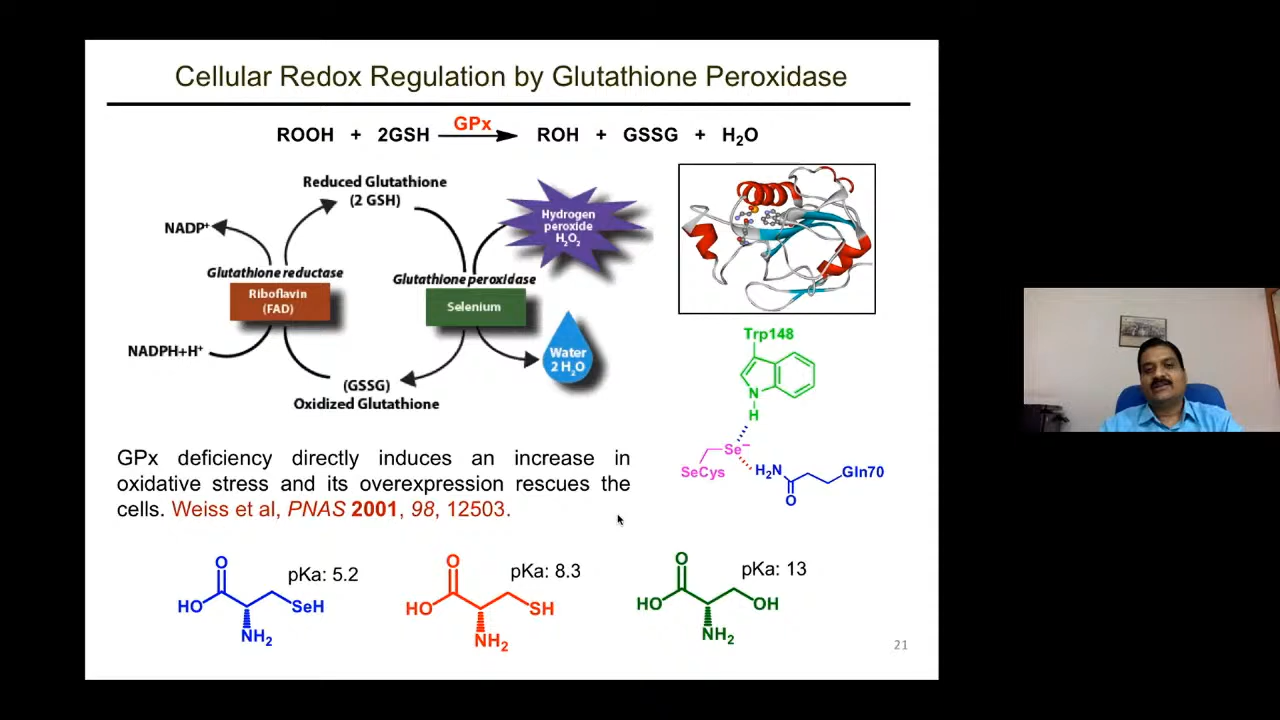 Cellular Redox Regulation by Glutathione Peroxidase
ROOH + 2GSH GPx ROH + GSSG + H₂O
Reduced Glutathione
(2 GSH)
NADP⁺
Hydrogen
peroxide
H₂O₂
Glutathione reductase
Glutathione peroxidase
Riboflavin
(FAD)
Selenium
NADPH+H⁺
Water
2 H₂O
(GSSG)
Oxidized Glutathione
Trp148
N
H
Se⁻
SeCys
H₂N
Gln70
O
GPx deficiency directly induces an increase in
oxidative stress and its overexpression rescues the
cells. Weiss et al, PNAS 2001, 98, 12503.
O
pKa: 5.2
HO
SeH
NH₂
O
pKa: 8.3
HO
SH
NH₂
O
pKa: 13
HO
OH
NH₂
21